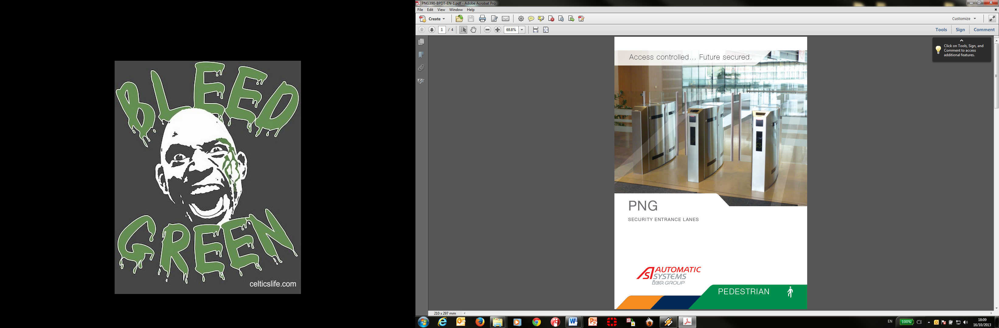 BLEED
GREEN
celticslife.com
PNG390-BPDT-EN-1.pdf - Adobe Acrobat Pro
File Edit View Window Help
Create
Customize
1 / 4
69.8%
Tools Sign Comment
Click on Tools, Sign, and
Comment to access
additional features.
Access controlled... Future secured.
PNG
SECURITY ENTRANCE LANES
AUTOMATIC
SYSTEMS
IER GROUP
PEDESTRIAN
210 x 297 mm
EN
100%
18:09
16/10/2013